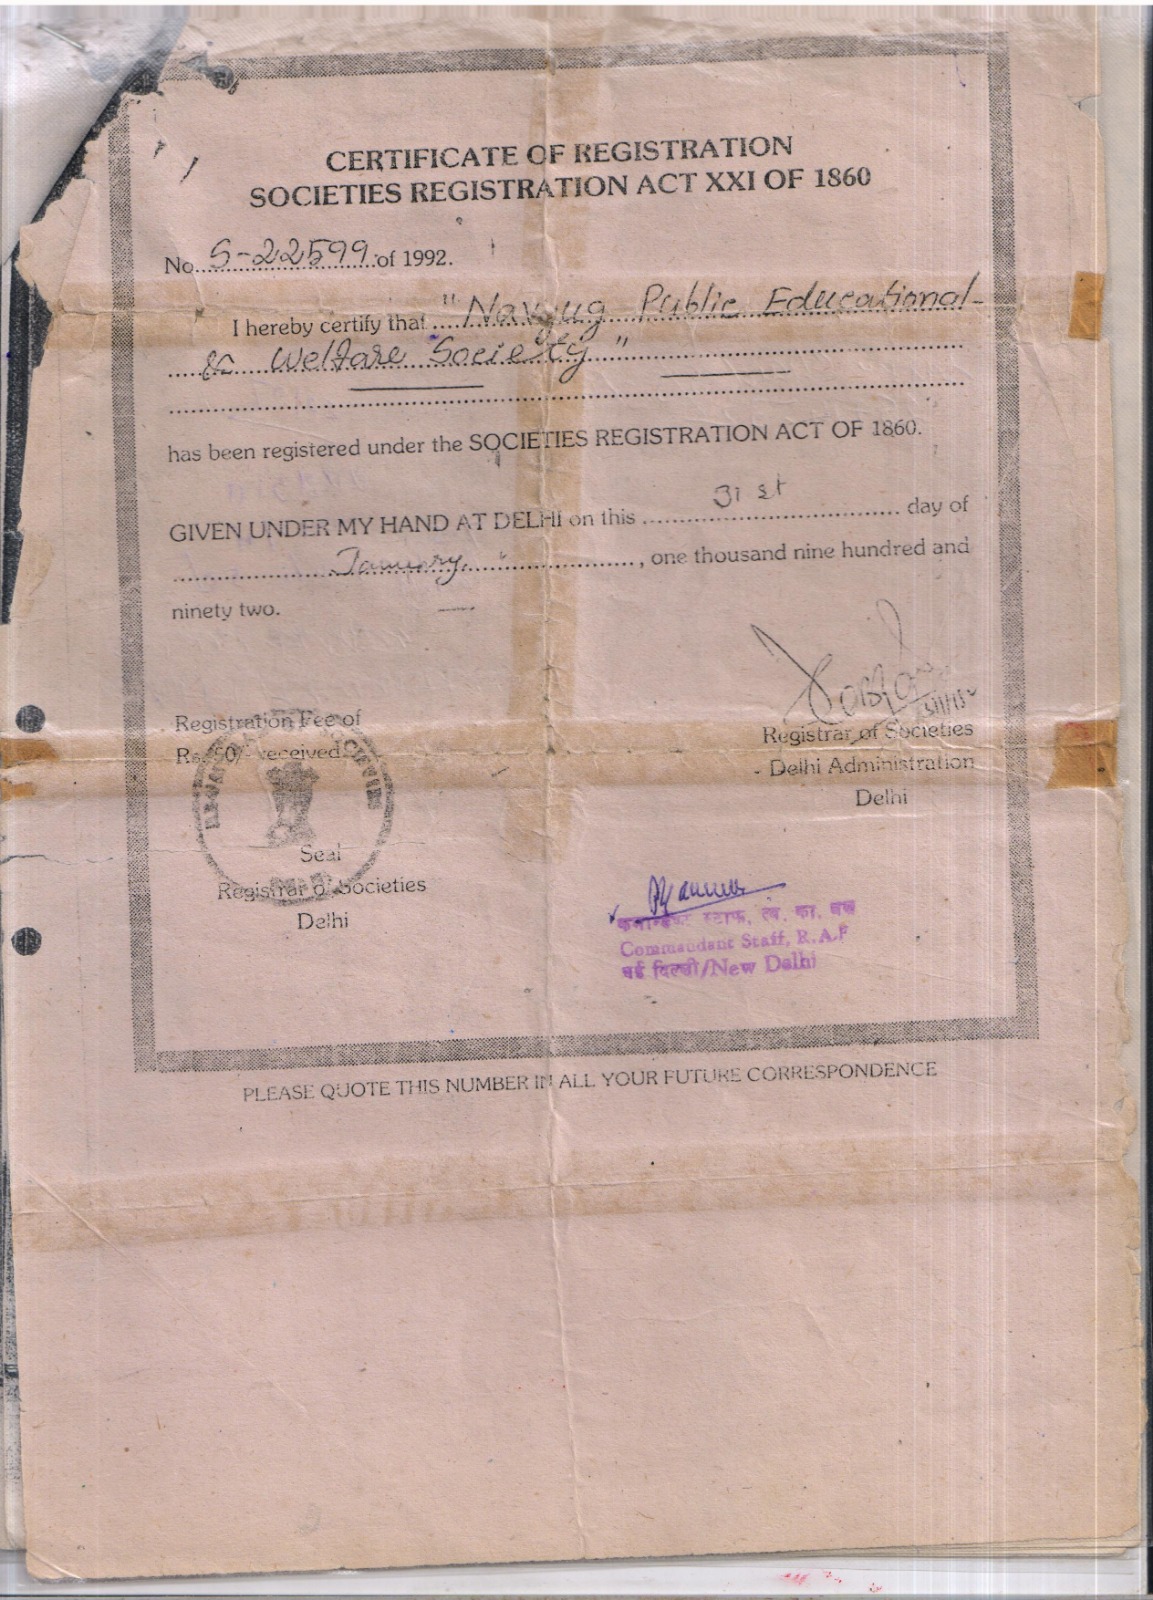 CERTIFICATE OF REGISTRATION
SOCIETIES REGISTRATION ACT XXI OF 1860
No. S-22599 of 1992.
I hereby certify that "Navyug Public Educational-
& Welfare Society"
has been registered under the SOCIETIES REGISTRATION ACT OF 1860.
GIVEN UNDER MY HAND AT DELHI on this 31st day of
January, one thousand nine hundred and
ninety two.
Registration Fee of
Rs. 50/- received
Registrar of Societies
Delhi Administration
Delhi
Seal
Registrar of Societies
Delhi
स्टाफ, त्व. का. बल
Commandant Staff, R.A.F
नई दिल्ली/New Delhi
PLEASE QUOTE THIS NUMBER IN ALL YOUR FUTURE CORRESPONDENCE